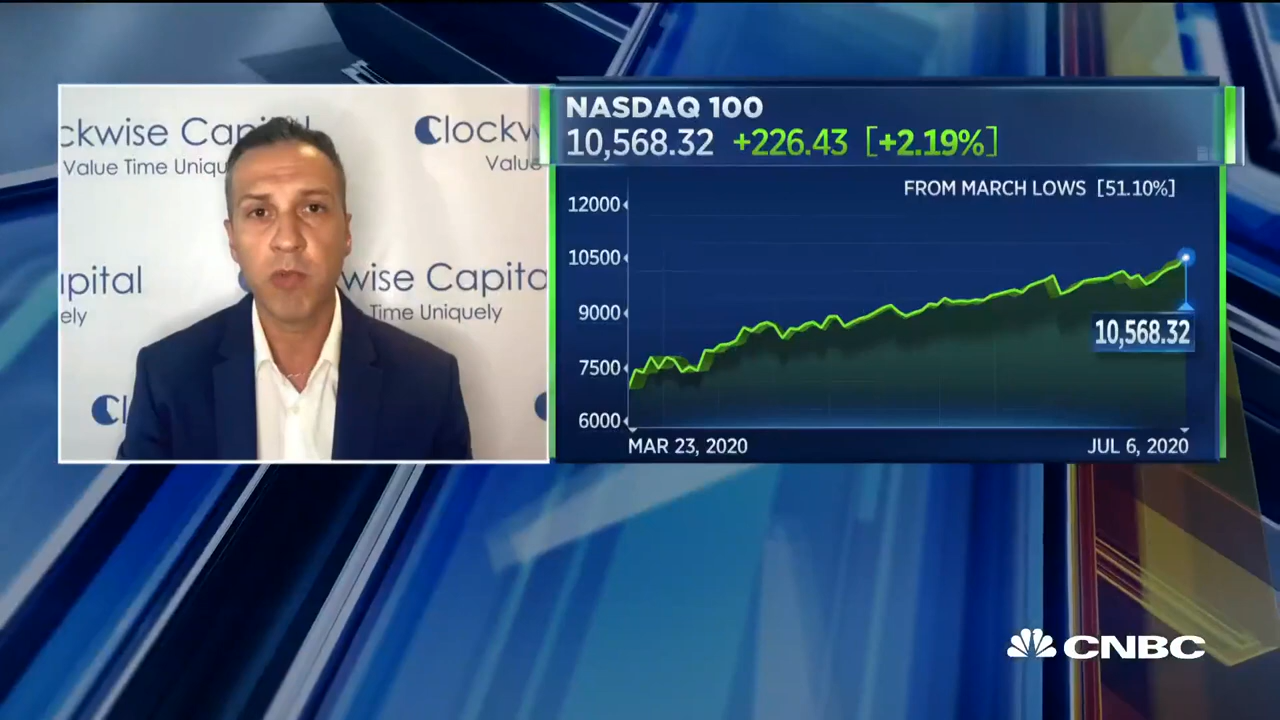 ckwise Capital
Value Time Uniqu
Clockw
Value
apital
ely
wise Capita
Time Uniquely
Cl
NASDAQ 100
10,568.32 +226.43 [+2.19%]
FROM MARCH LOWS [51.10%]
12000
10500
9000
7500
6000
10,568.32
MAR 23, 2020
JUL 6, 2020
CNBC